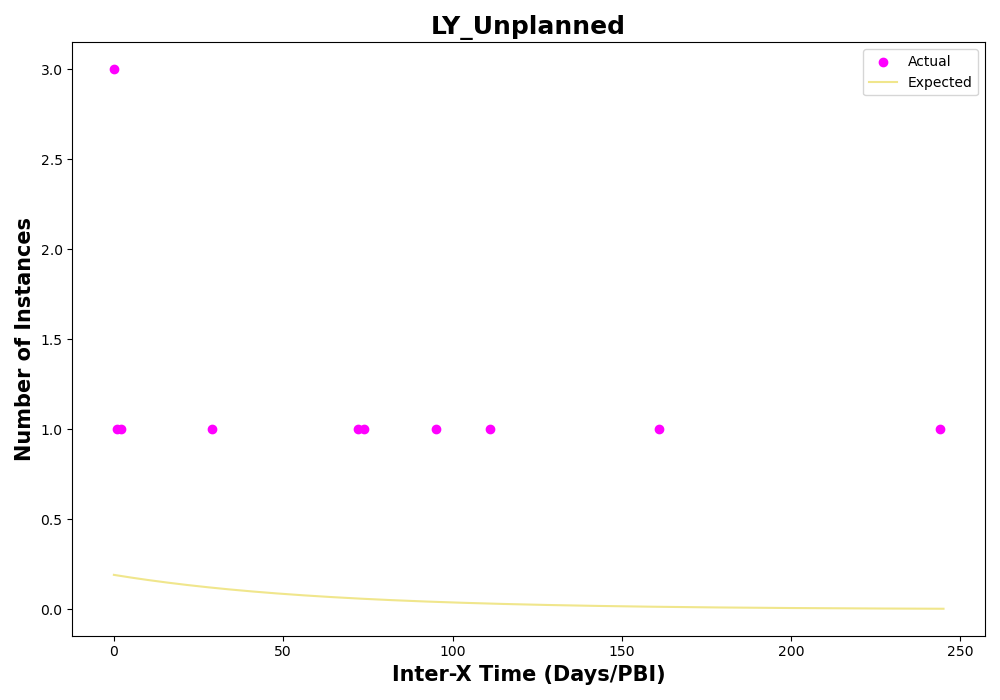 LY_Unplanned
Actual
Expected
3.0
2.5
2.0
1.5
1.0
0.5
0.0
Number of Instances
0
50
100
150
200
250
Inter-X Time (Days/PBI)